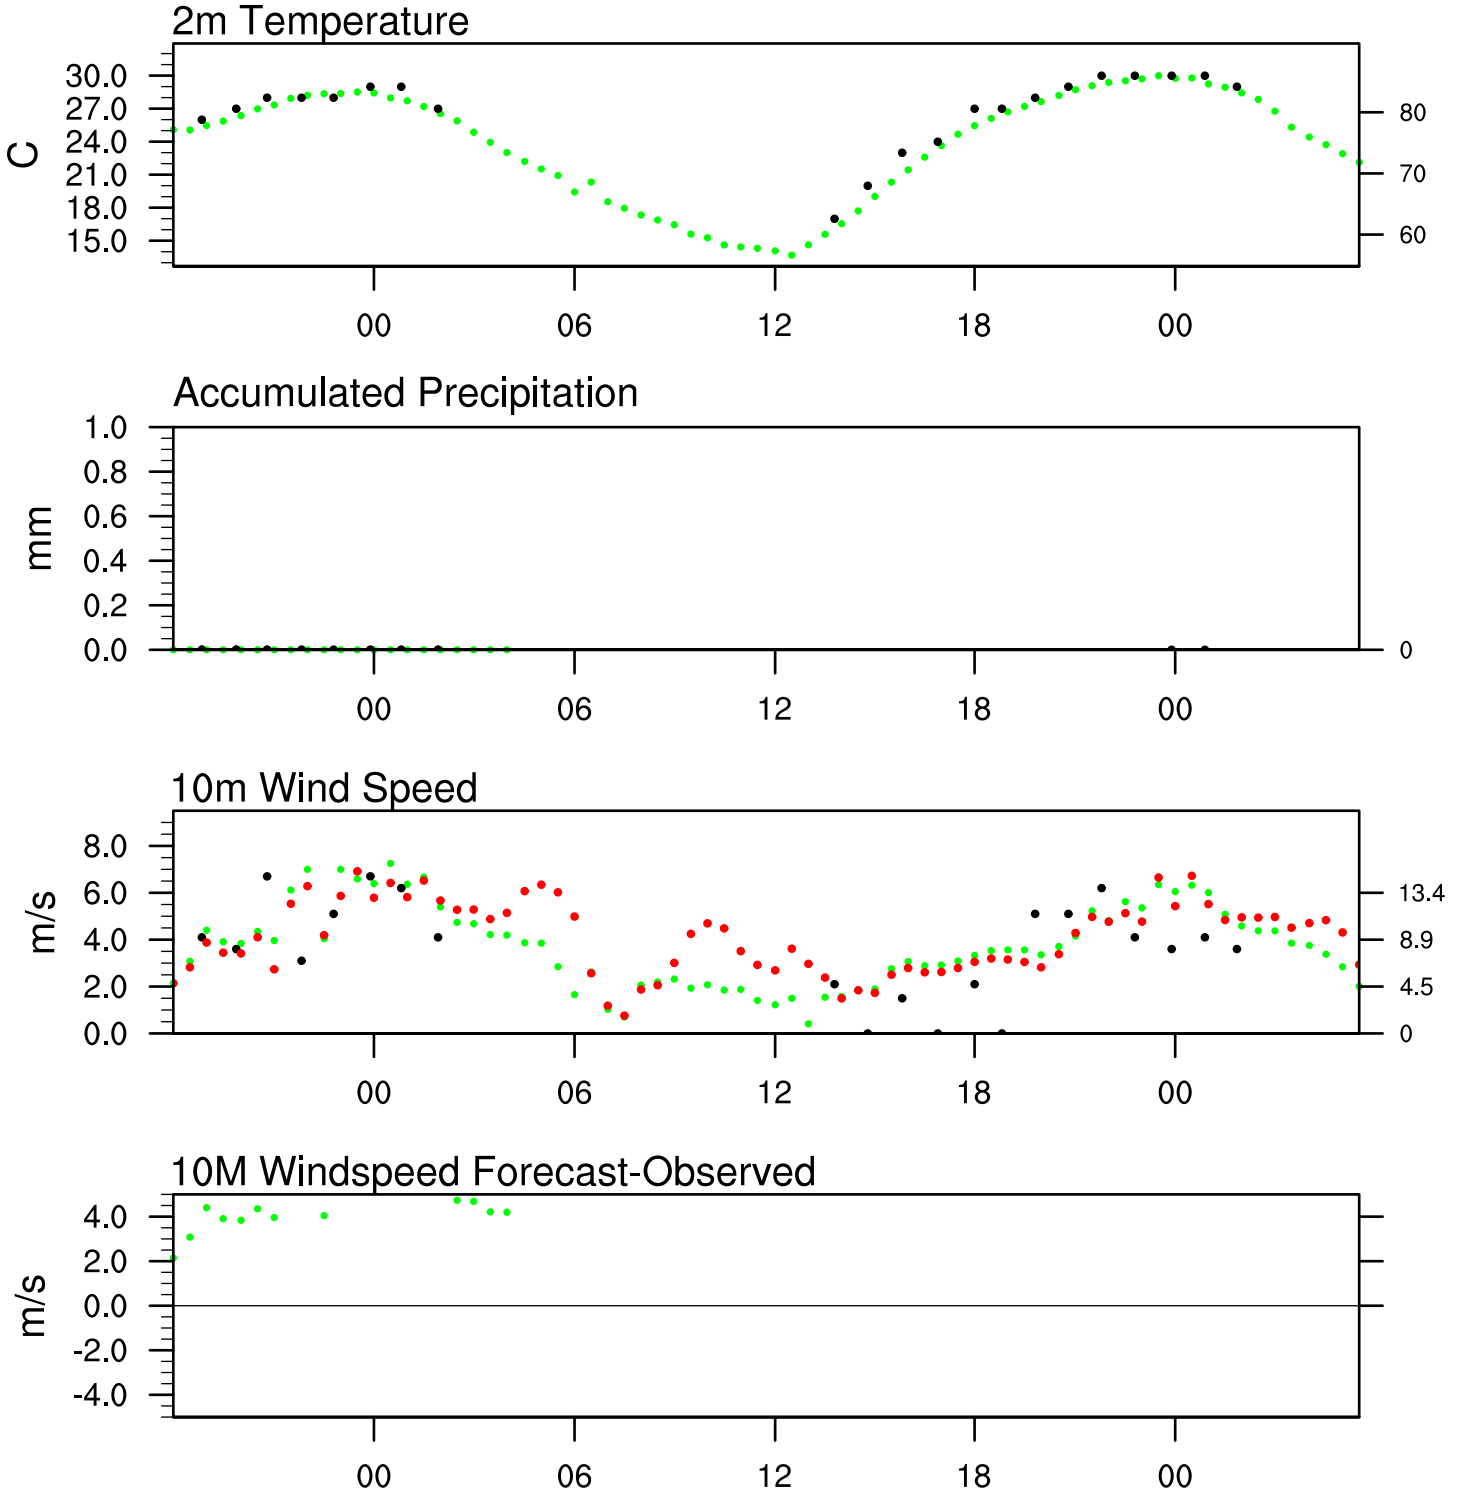 2m Temperature
30.0
27.0
24.0
21.0
18.0
15.0
C
80
70
60
00 06 12 18 00
Accumulated Precipitation
1.0
0.8
0.6
0.4
0.2
0.0
mm
0
00 06 12 18 00
10m Wind Speed
8.0
6.0
4.0
2.0
0.0
m/s
13.4
8.9
4.5
0
00 06 12 18 00
10M Windspeed Forecast-Observed
4.0
2.0
0.0
-2.0
-4.0
m/s
00 06 12 18 00